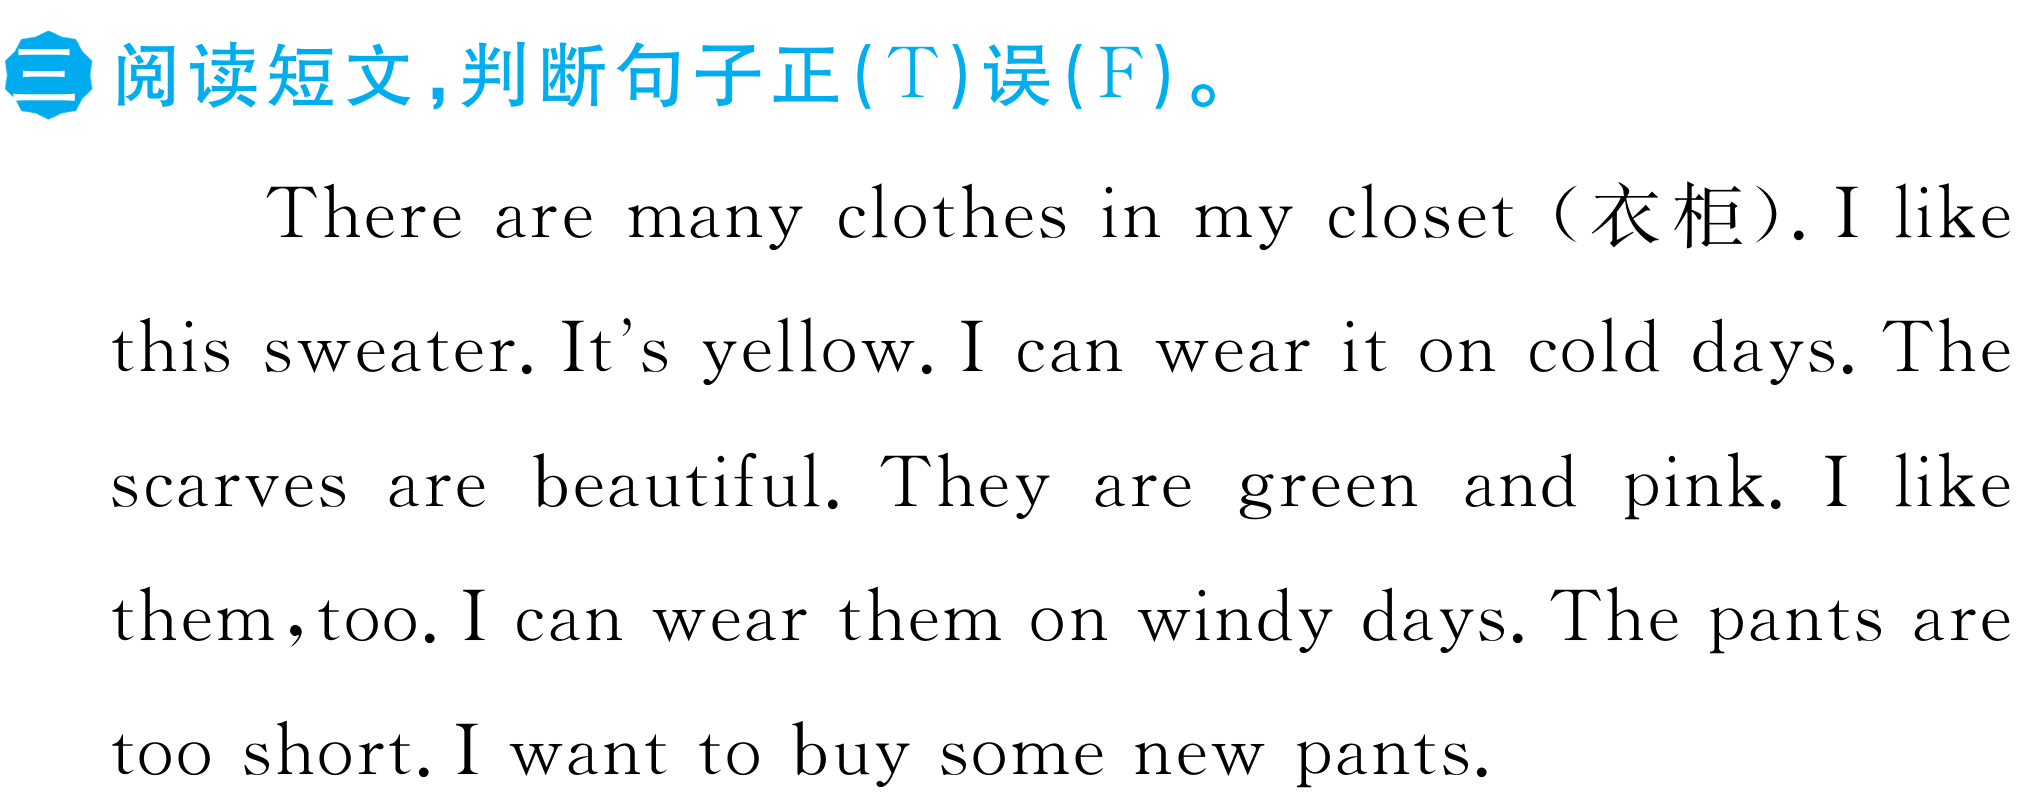 三 阅读短文,判断句子正(T)误(F)。
There are many clothes in my closet（衣柜）. I like
this sweater. It’s yellow. I can wear it on cold days. The
scarves are beautiful. They are green and pink. I like
them,too. I can wear them on windy days. The pants are
too short. I want to buy some new pants.